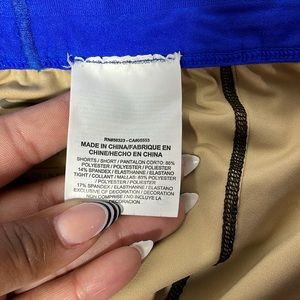 MADE IN CHINA/FABRIQUE EN
CHINE/HECHO EN CHINA
SHORTS / SHORT / PANTALON CORTO: 86%
POLYESTER / POLYESTER / POLIESTER
14% SPANDEX / ELASTHANNE / ELASTANO
TIGHT / COLLANT / MALLAS: 83% POLYESTER
/ POLYESTER / POLIESTER
17% SPANDEX / ELASTHANNE / ELASTANO
EXCLUSIVE OF DECORATION / DECORATION
NON COMPRISE / NO INCLUYE LA
DECORACION